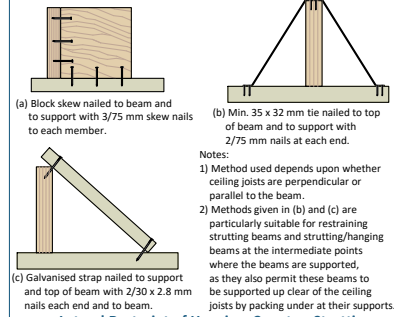 (a) Block skew nailed to beam and
to support with 3/75 mm skew nails
to each member.
(b) Min. 35 x 32 mm tie nailed to top
of beam and to support with
2/75 mm nails at each end.
Notes:
1) Method used depends upon whether
ceiling joists are perpendicular or
parallel to the beam.
2) Methods given in (b) and (c) are
particularly suitable for restraining
strutting beams and strutting/hanging
beams at the intermediate points
where the beams are supported,
as they also permit these beams to
be supported up clear of the ceiling
joists by packing under at their supports.
(c) Galvanised strap nailed to support
and top of beam with 2/30 x 2.8 mm
nails each end and to beam.